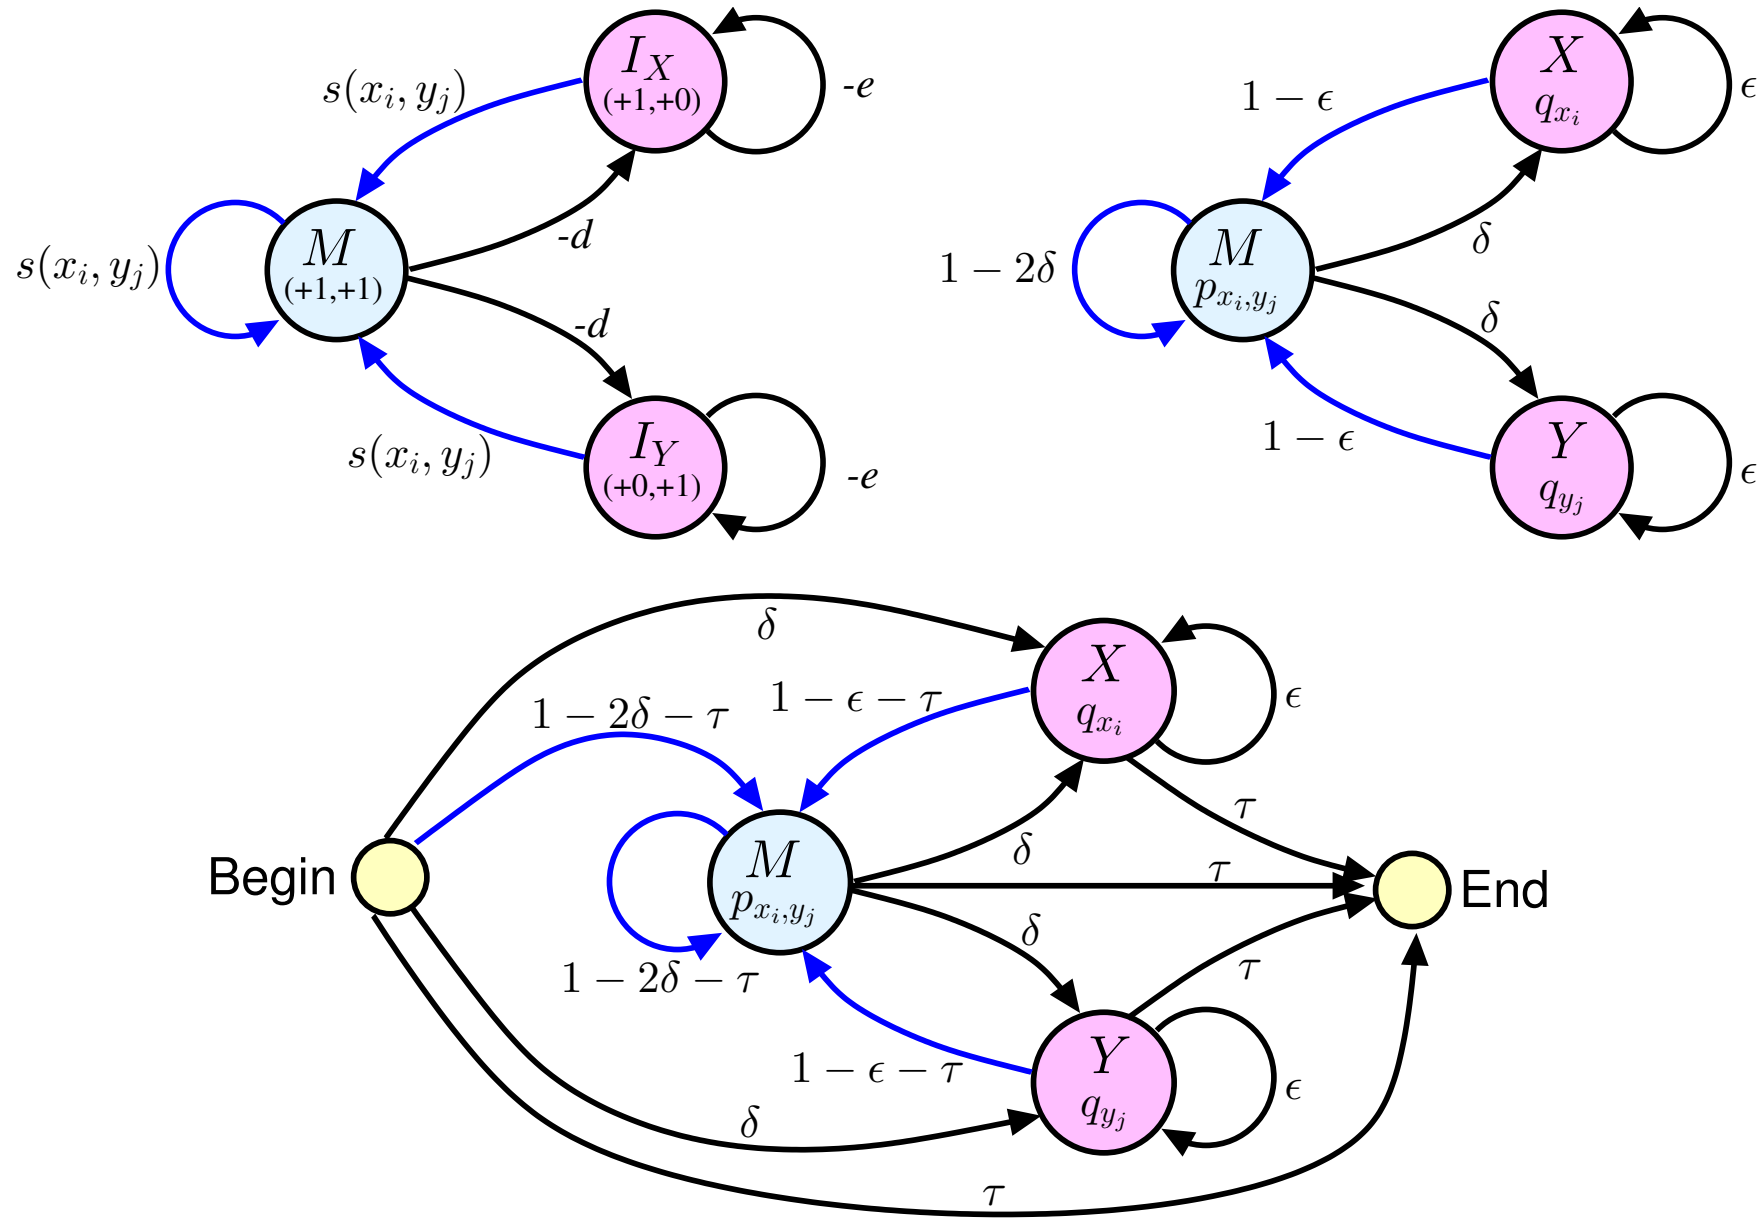 I_X
(+1,+0)
s(x_i, y_j)
-e
M
(+1,+1)
s(x_i, y_j)
-d
-d
I_Y
(+0,+1)
s(x_i, y_j)
-e
X
q_{x_i}
1 − ϵ
ϵ
M
p_{x_i,y_j}
1 − 2δ
δ
δ
Y
q_{y_j}
1 − ϵ
ϵ
δ
X
q_{x_i}
ϵ
1 − 2δ − τ
1 − ϵ − τ
τ
Begin
M
p_{x_i,y_j}
δ
τ
End
1 − 2δ − τ
δ
τ
1 − ϵ − τ
Y
q_{y_j}
ϵ
δ
τ